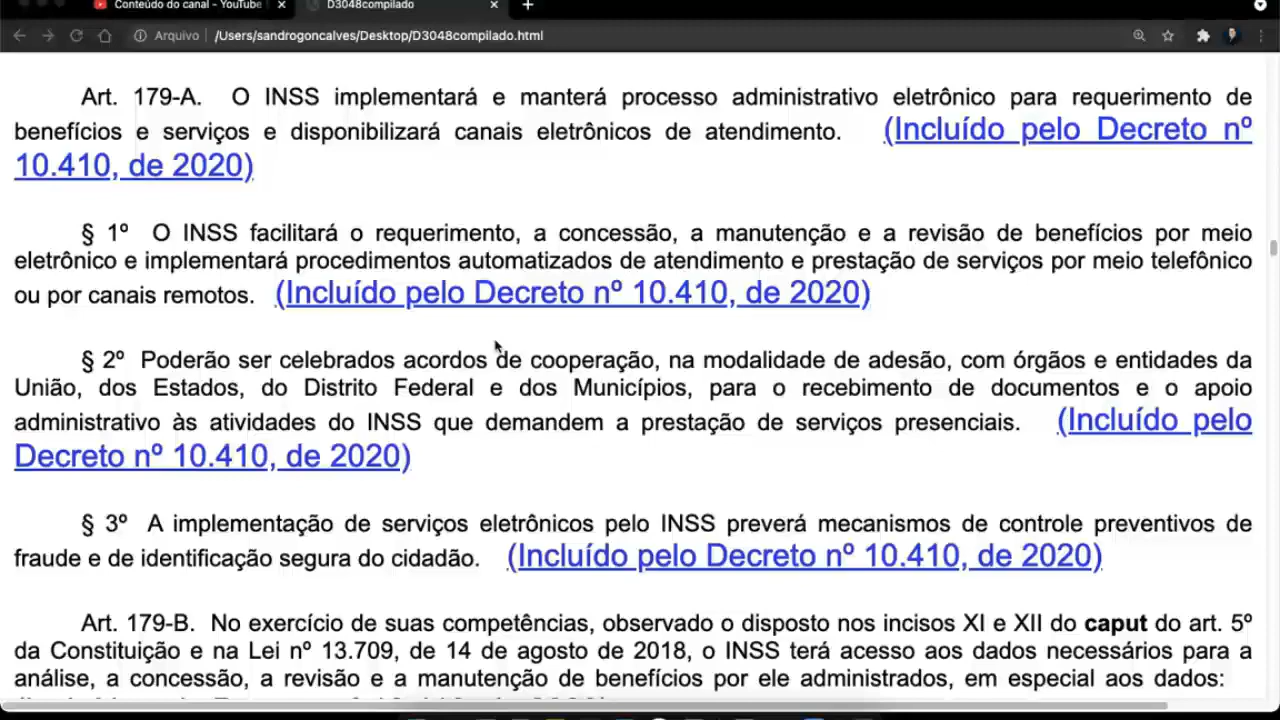 Conteúdo do canal - YouTube
D3048compilado
Arquivo /Users/sandrogoncalves/Desktop/D3048compilado.html
Art. 179-A. O INSS implementará e manterá processo administrativo eletrônico para requerimento de
benefícios e serviços e disponibilizará canais eletrônicos de atendimento. (Incluído pelo Decreto nº
10.410, de 2020)
§ 1º O INSS facilitará o requerimento, a concessão, a manutenção e a revisão de benefícios por meio
eletrônico e implementará procedimentos automatizados de atendimento e prestação de serviços por meio telefônico
ou por canais remotos. (Incluído pelo Decreto nº 10.410, de 2020)
§ 2º Poderão ser celebrados acordos de cooperação, na modalidade de adesão, com órgãos e entidades da
União, dos Estados, do Distrito Federal e dos Municípios, para o recebimento de documentos e o apoio
administrativo às atividades do INSS que demandem a prestação de serviços presenciais. (Incluído pelo
Decreto nº 10.410, de 2020)
§ 3º A implementação de serviços eletrônicos pelo INSS preverá mecanismos de controle preventivos de
fraude e de identificação segura do cidadão. (Incluído pelo Decreto nº 10.410, de 2020)
Art. 179-B. No exercício de suas competências, observado o disposto nos incisos XI e XII do caput do art. 5º
da Constituição e na Lei nº 13.709, de 14 de agosto de 2018, o INSS terá acesso aos dados necessários para a
análise, a concessão, a revisão e a manutenção de benefícios por ele administrados, em especial aos dados: